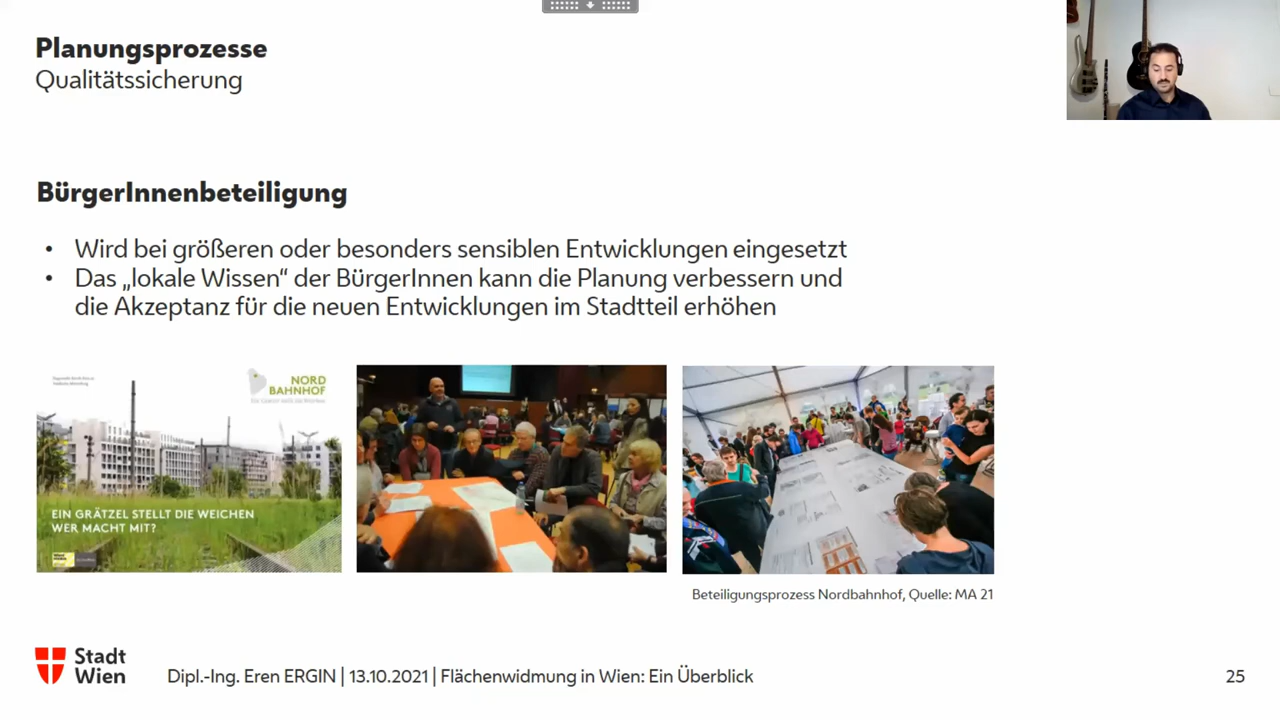 Planungsprozesse
Qualitätssicherung
BürgerInnenbeteiligung
• Wird bei größeren oder besonders sensiblen Entwicklungen eingesetzt
• Das „lokale Wissen“ der BürgerInnen kann die Planung verbessern und
die Akzeptanz für die neuen Entwicklungen im Stadtteil erhöhen
NORD
BAHNHOF
EIN GRÄTZEL STELLT DIE WEICHEN
WER MACHT MIT?
Beteiligungsprozess Nordbahnhof, Quelle: MA 21
Stadt
Wien
Dipl.-Ing. Eren ERGIN | 13.10.2021 | Flächenwidmung in Wien: Ein Überblick
25